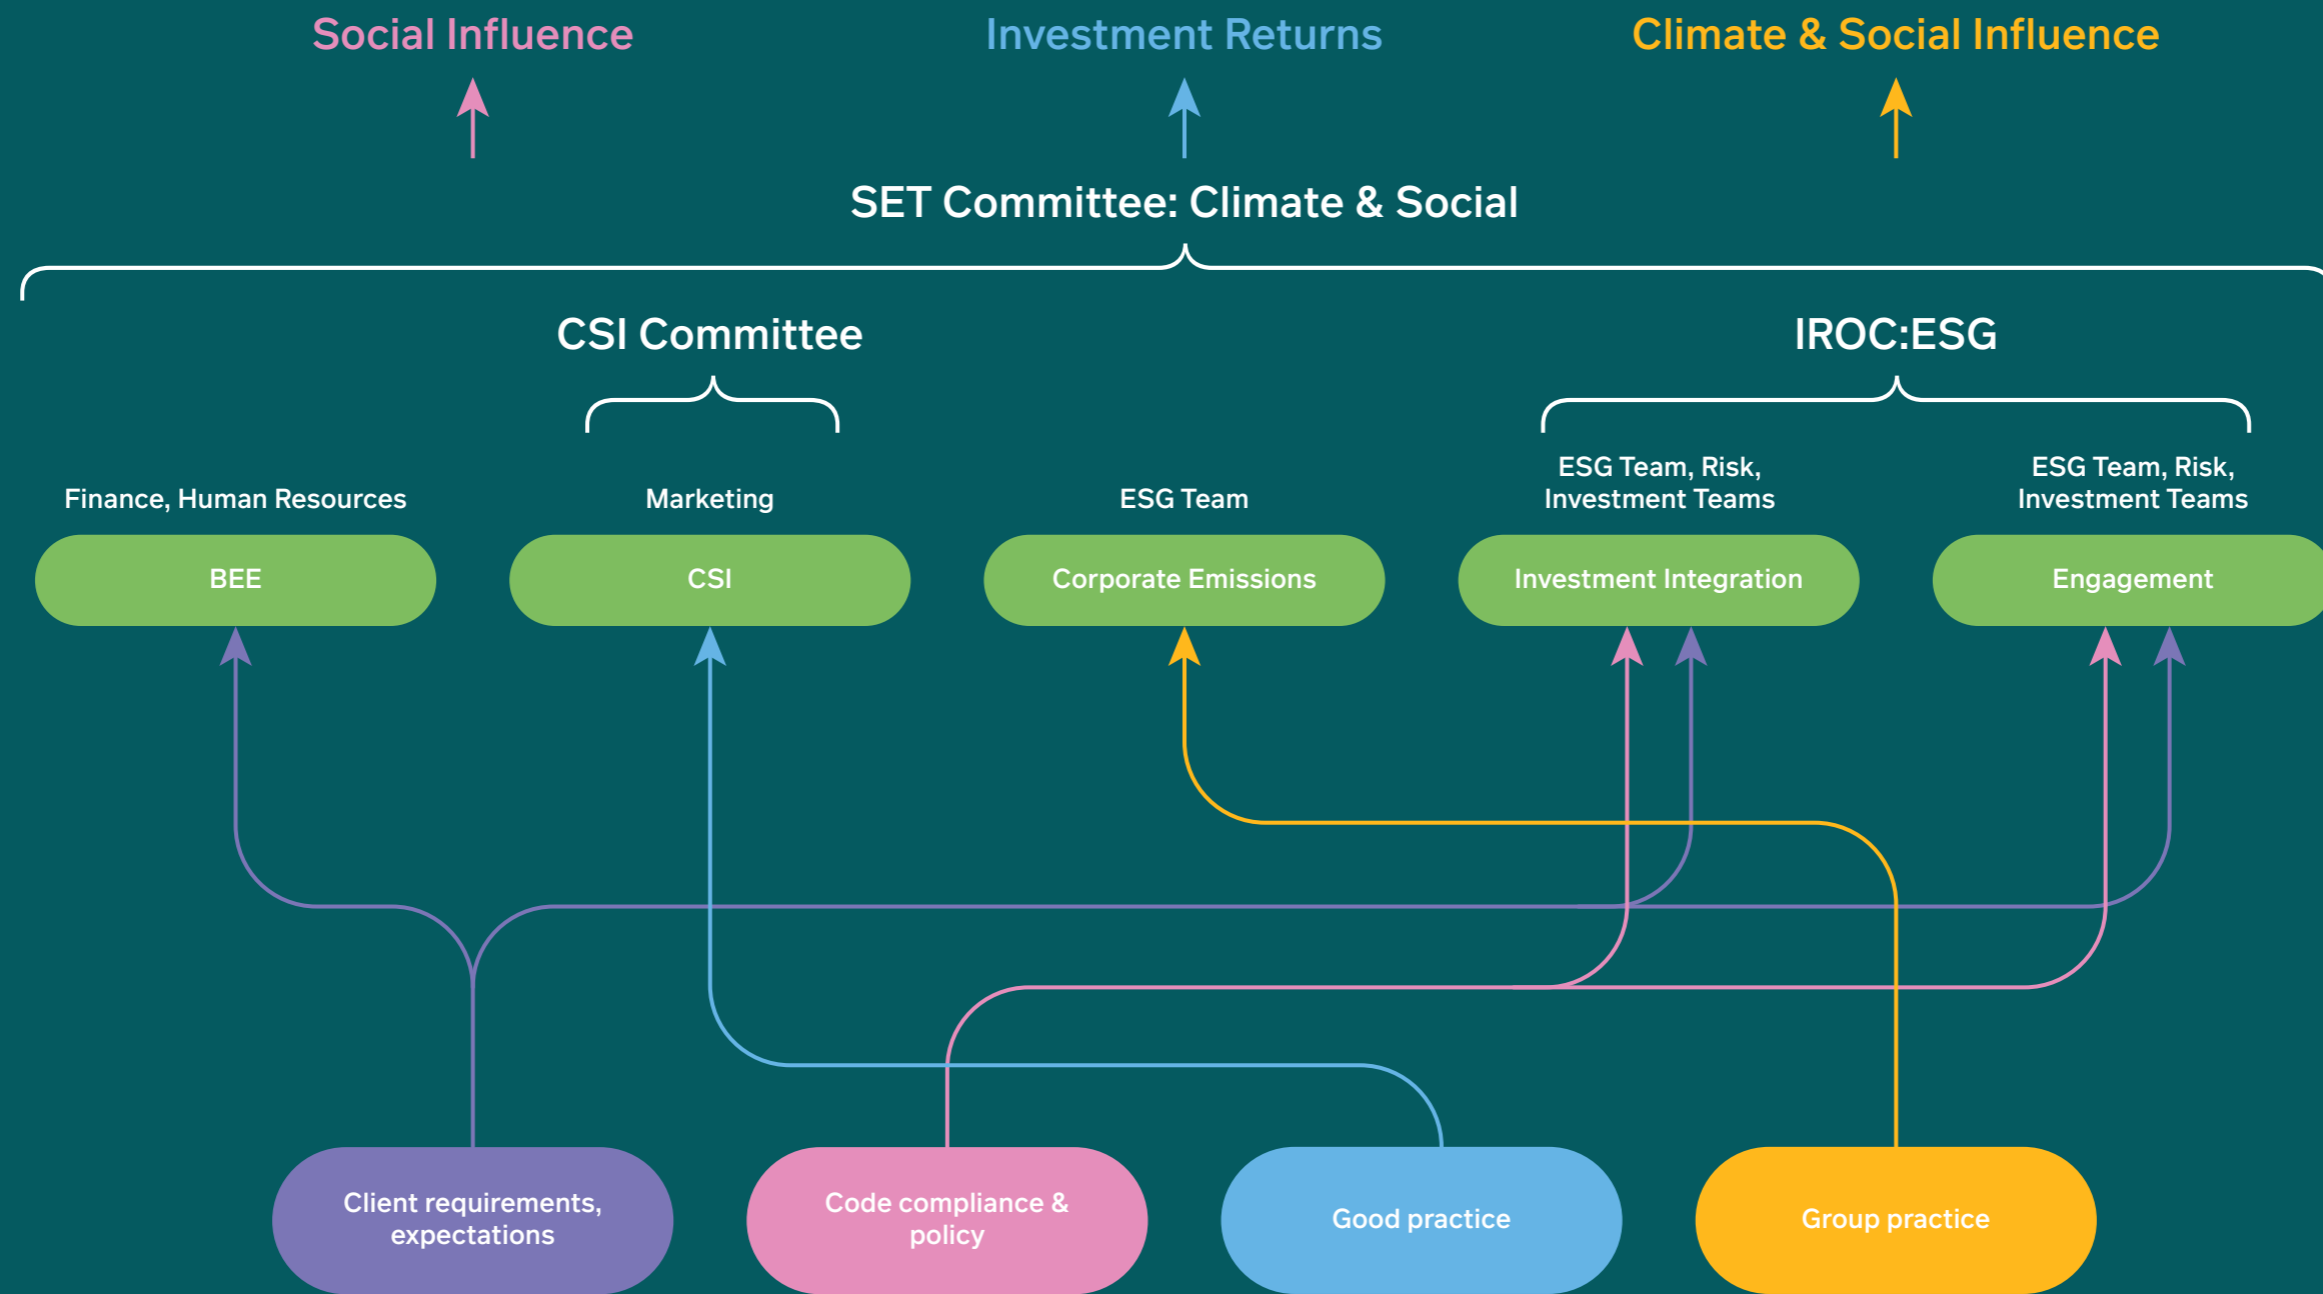 Social Influence
Investment Returns
Climate & Social Influence
SET Committee: Climate & Social
CSI Committee
IROC:ESG
Finance, Human Resources
Marketing
ESG Team
ESG Team, Risk,
Investment Teams
ESG Team, Risk,
Investment Teams
BEE
CSI
Corporate Emissions
Investment Integration
Engagement
Client requirements,
expectations
Code compliance &
policy
Good practice
Group practice